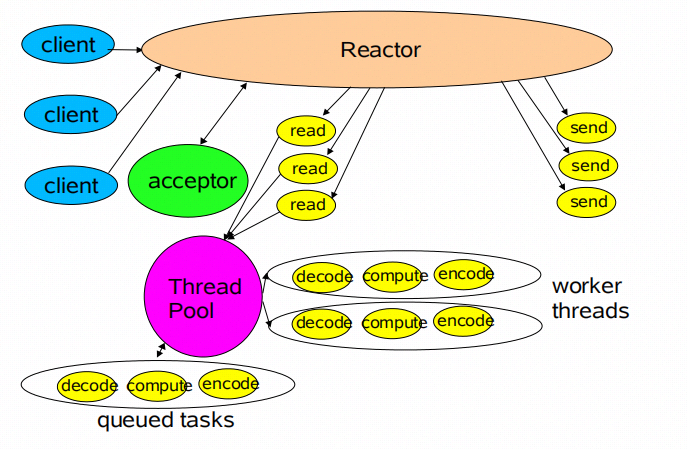 client
Reactor
client
client
acceptor
read
read
read
send
send
send
Thread
Pool
decode compute encode
decode compute encode
worker
threads
decode compute encode
queued tasks